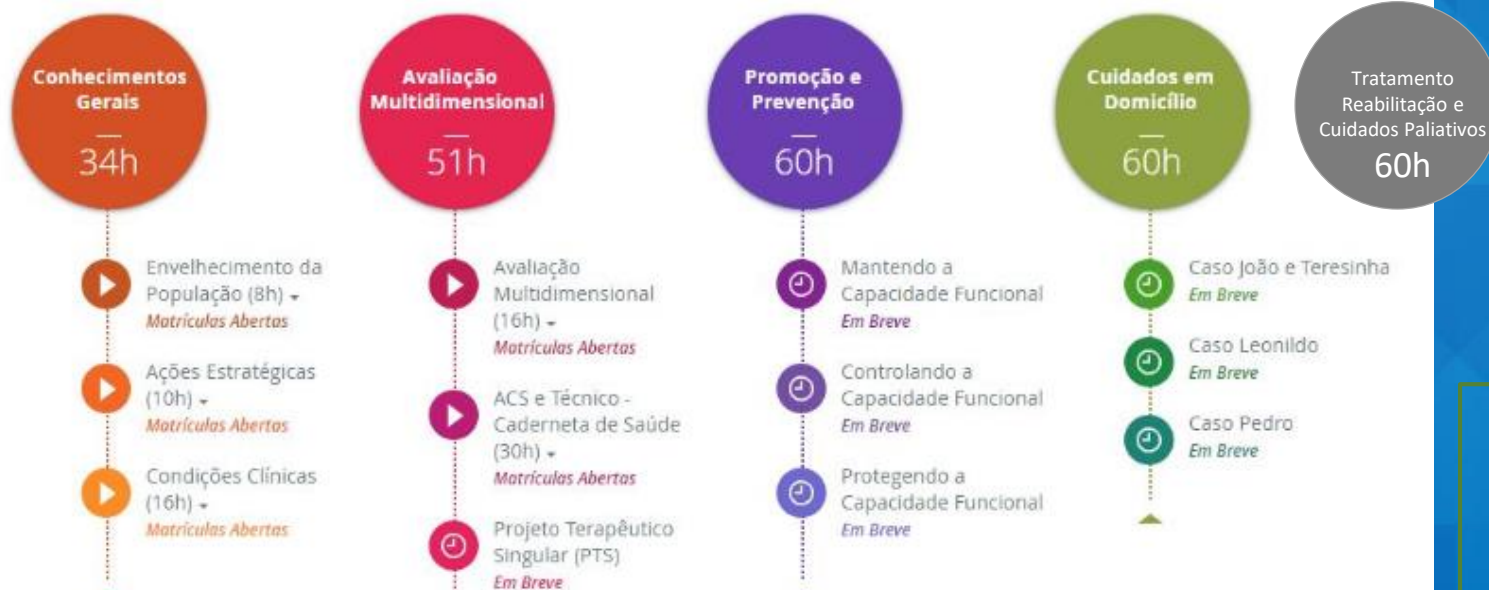 Conhecimentos
Gerais
34h
Envelhecimento da
População (8h)
Matrículas Abertas
Ações Estratégicas
(10h)
Matrículas Abertas
Condições Clínicas
(16h)
Matrículas Abertas
Avaliação
Multidimensional
51h
Avaliação
Multidimensional
(16h)
Matrículas Abertas
ACS e Técnico -
Caderneta de Saúde
(30h)
Matrículas Abertas
Projeto Terapêutico
Singular (PTS)
Em Breve
Promoção e
Prevenção
60h
Mantendo a
Capacidade Funcional
Em Breve
Controlando a
Capacidade Funcional
Em Breve
Protegendo a
Capacidade Funcional
Em Breve
Cuidados em
Domicílio
60h
Caso João e Teresinha
Em Breve
Caso Leonildo
Em Breve
Caso Pedro
Em Breve
Tratamento
Reabilitação e
Cuidados Paliativos
60h